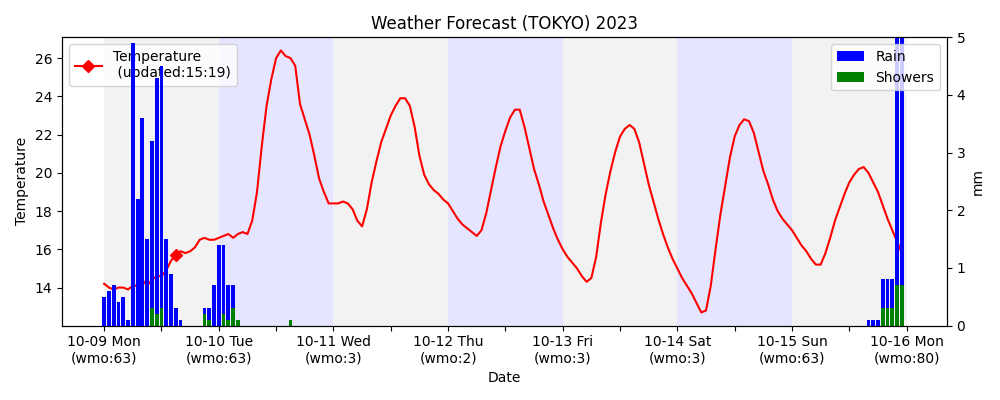 Weather Forecast (TOKYO) 2023
Temperature
(updated:15:19)
Rain
Showers
26
24
22
20
18
16
14
Temperature
5
4
3
2
1
0
mm
10-09 Mon
(wmo:63)
10-10 Tue
(wmo:63)
10-11 Wed
(wmo:3)
10-12 Thu
(wmo:2)
10-13 Fri
(wmo:3)
10-14 Sat
(wmo:3)
10-15 Sun
(wmo:63)
10-16 Mon
(wmo:80)
Date